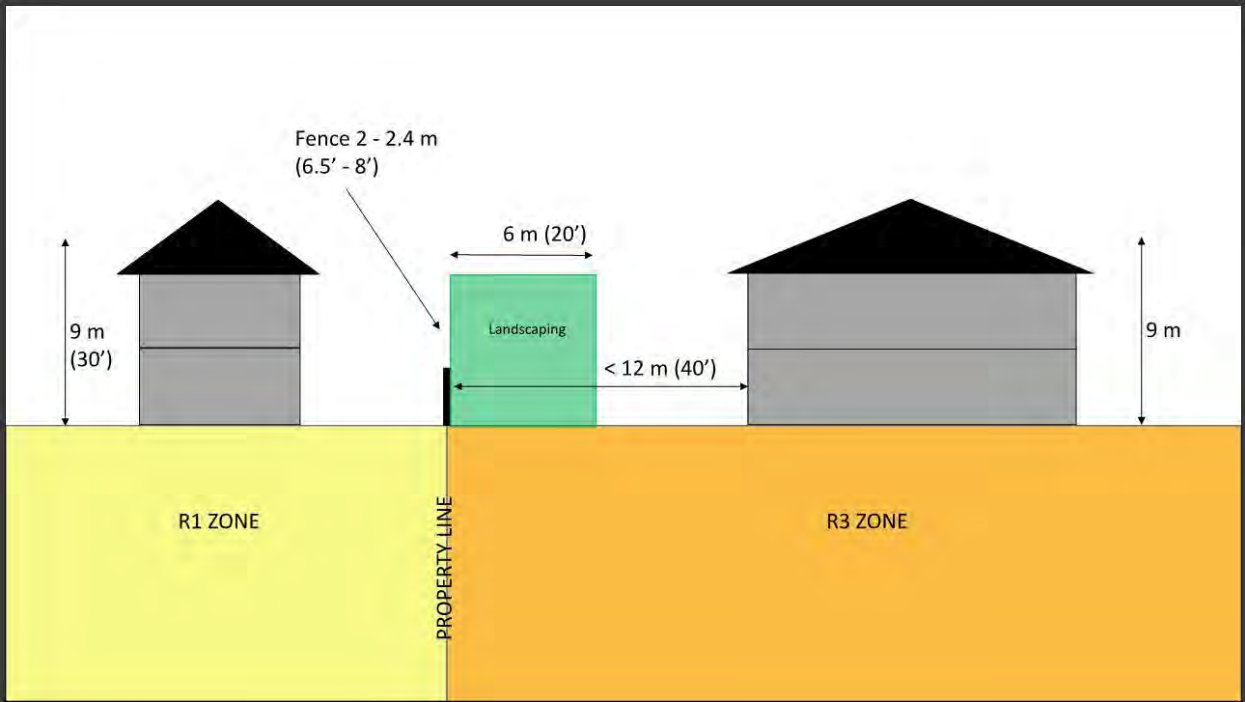 Fence 2 - 2.4 m
(6.5’ - 8’)
6 m (20’)
Landscaping
9 m
(30’)
< 12 m (40’)
9 m
R1 ZONE
PROPERTY LINE
R3 ZONE